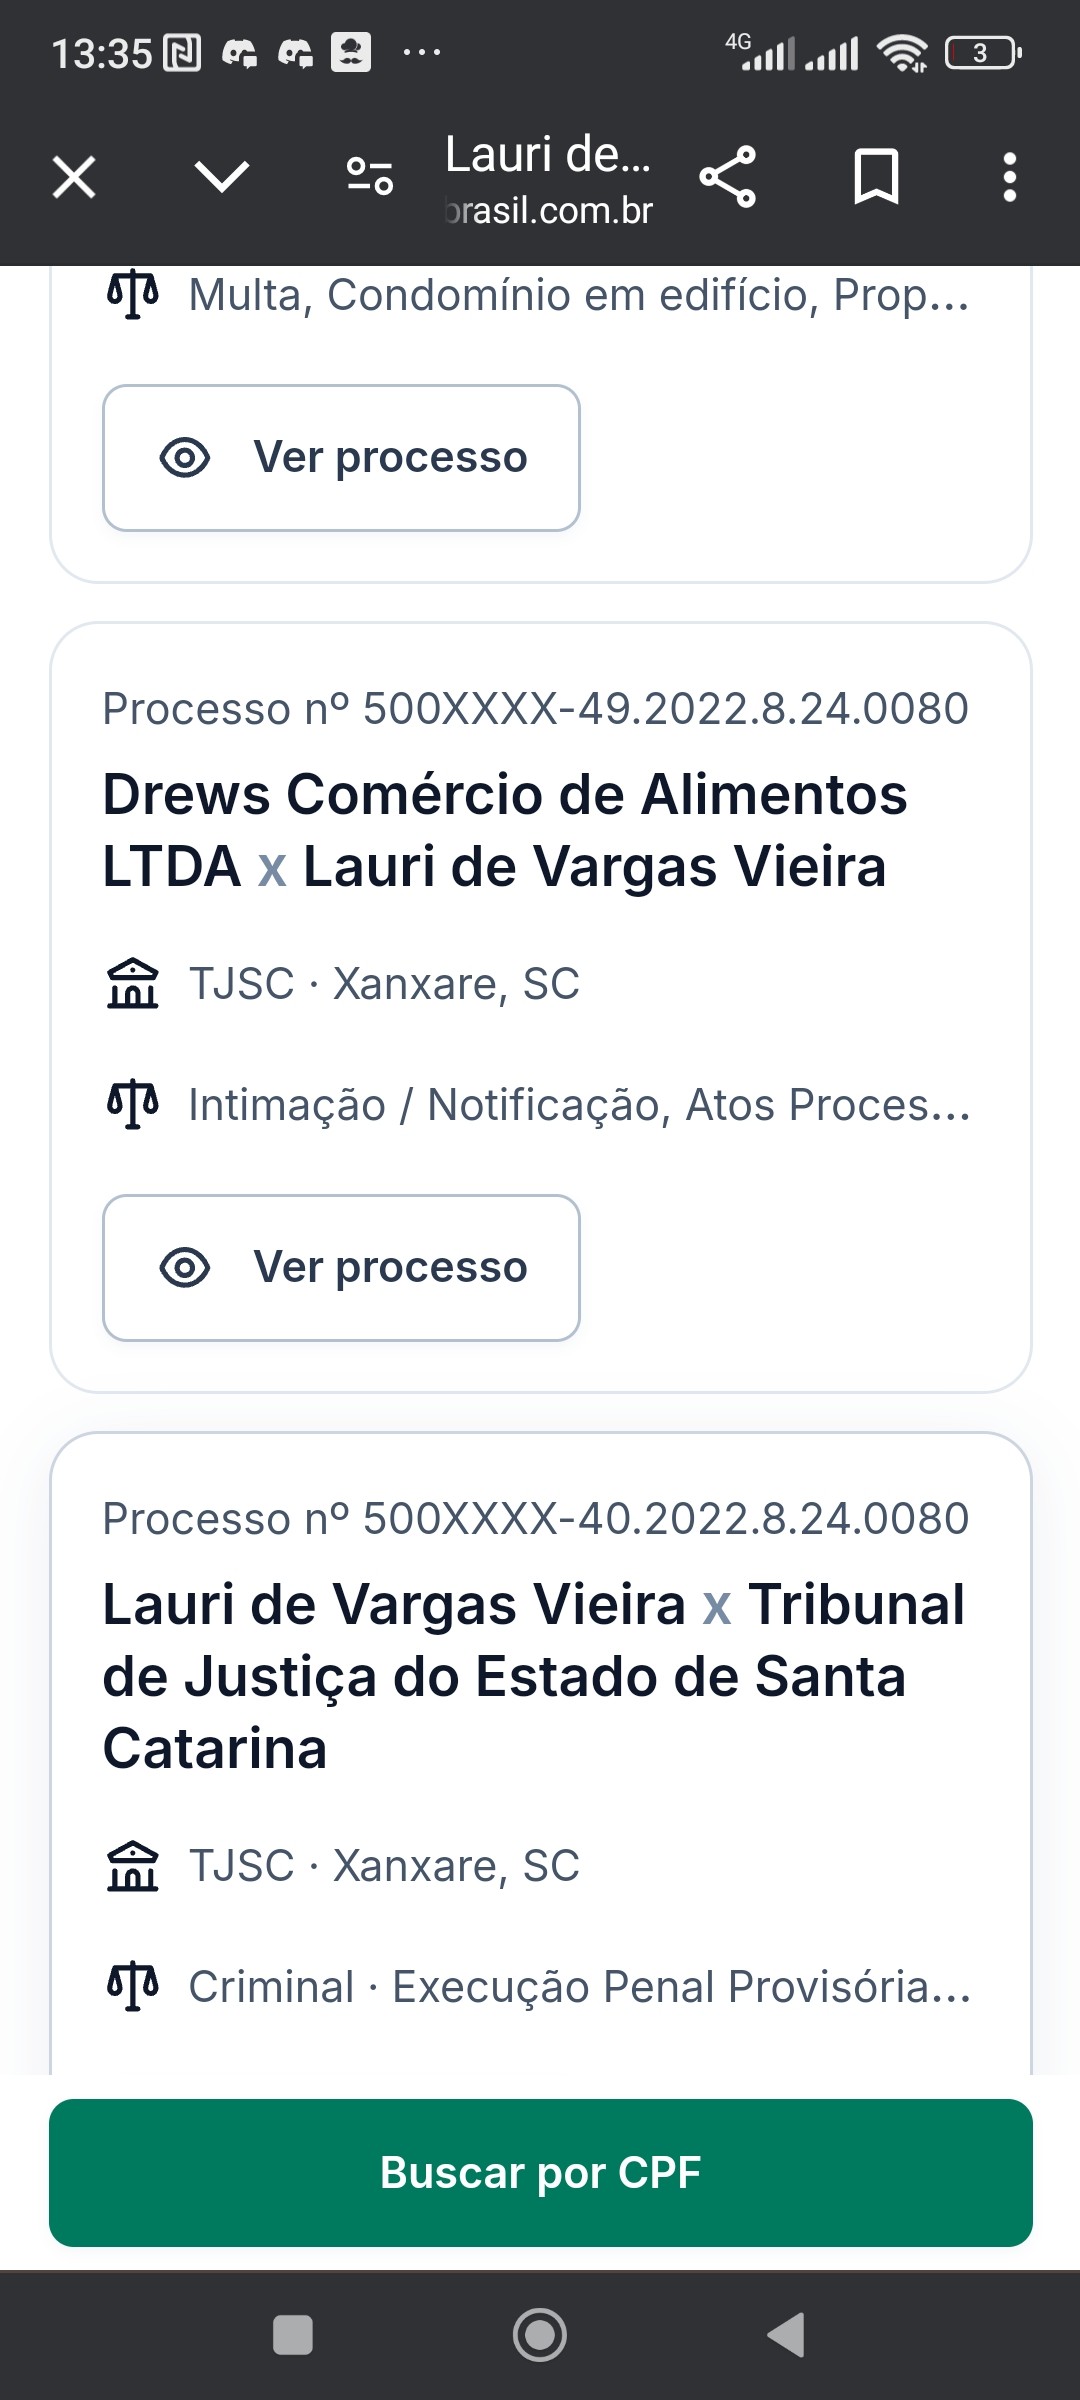 13:35
4G
3
Lauri de...
brasil.com.br
Multa, Condomínio em edifício, Prop...
Ver processo
Processo nº 500XXXX-49.2022.8.24.0080
Drews Comércio de Alimentos
LTDA x Lauri de Vargas Vieira
TJSC · Xanxare, SC
Intimação / Notificação, Atos Proces...
Ver processo
Processo nº 500XXXX-40.2022.8.24.0080
Lauri de Vargas Vieira x Tribunal
de Justiça do Estado de Santa
Catarina
TJSC · Xanxare, SC
Criminal · Execução Penal Provisória...
Buscar por CPF